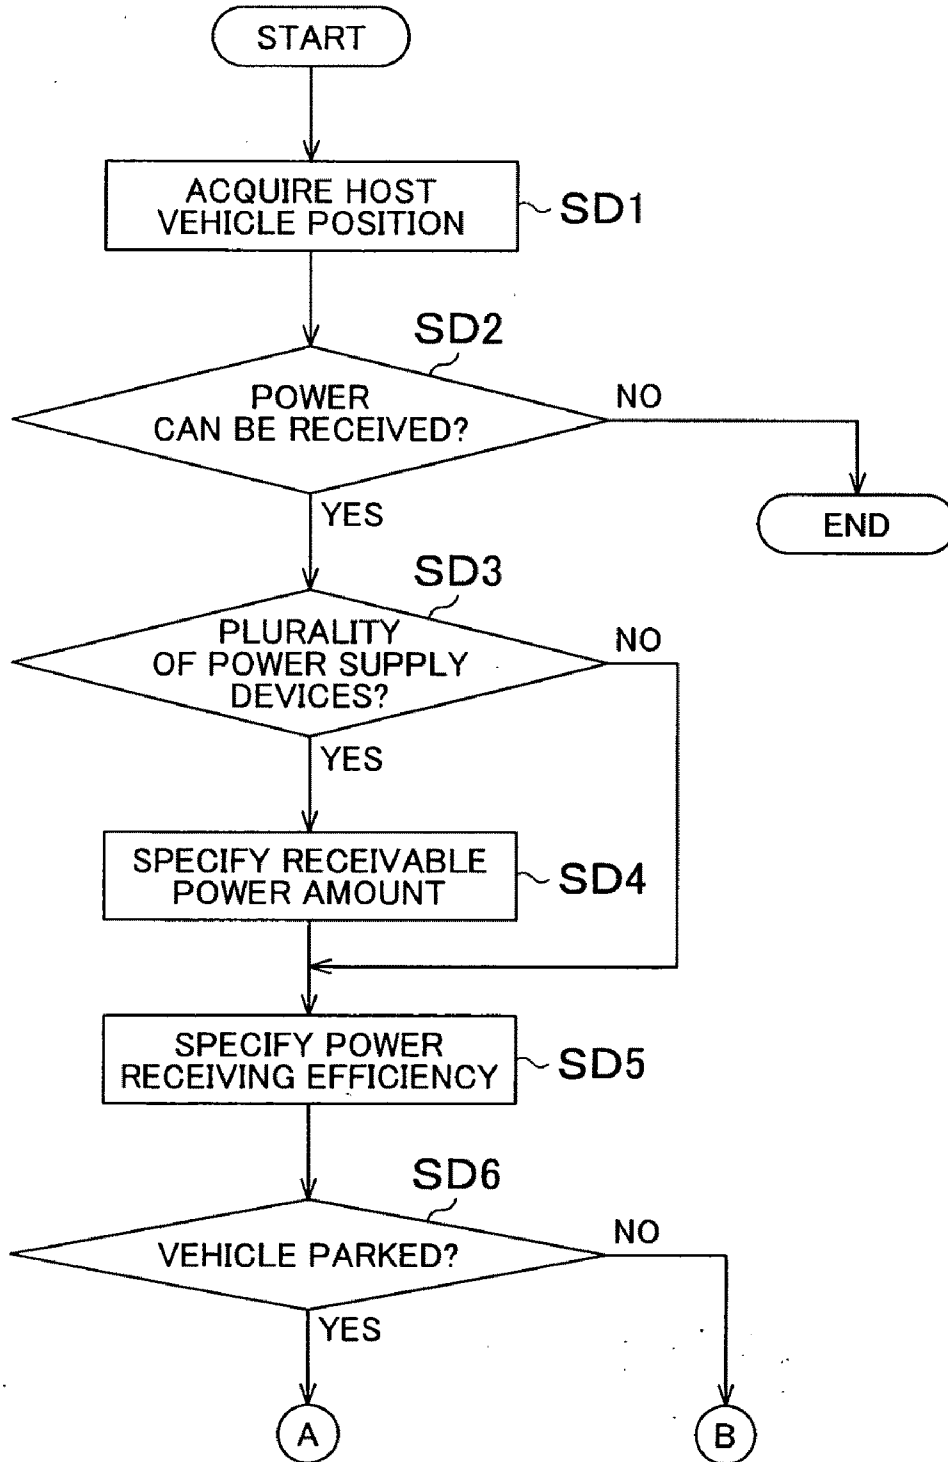 START
ACQUIRE HOST
VEHICLE POSITION
SD1
SD2
POWER
CAN BE RECEIVED?
NO
YES
END
SD3
PLURALITY
OF POWER SUPPLY
DEVICES?
NO
YES
SPECIFY RECEIVABLE
POWER AMOUNT
SD4
SPECIFY POWER
RECEIVING EFFICIENCY
SD5
SD6
VEHICLE PARKED?
NO
YES
A
B